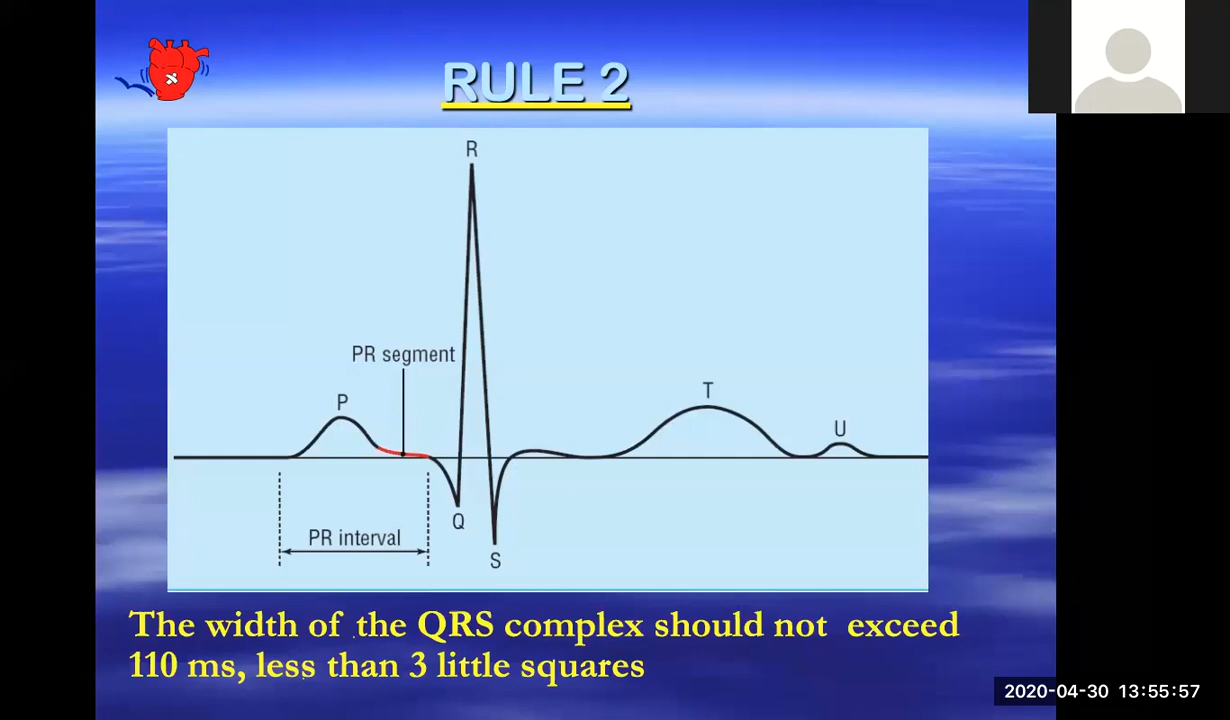 RULE 2
R
PR segment
P
T
U
Q
PR interval
S
The width of the QRS complex should not exceed
110 ms, less than 3 little squares
2020-04-30 13:55:57